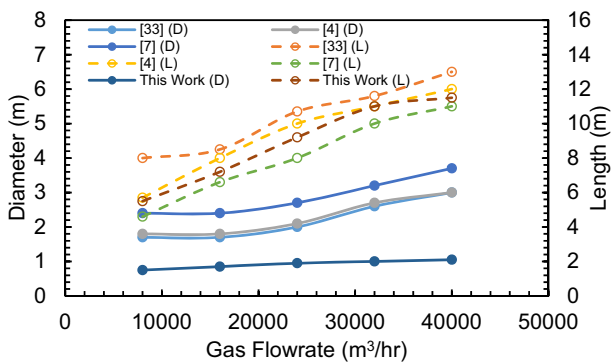 8
7
6
5
4
3
2
1
0
Diameter (m)
[33] (D)
[4] (D)
[7] (D)
[33] (L)
[4] (L)
[7] (L)
This Work (D)
This Work (L)
16
14
12
10
8
6
4
2
0
Length (m)
0 10000 20000 30000 40000 50000
Gas Flowrate (m³/hr)